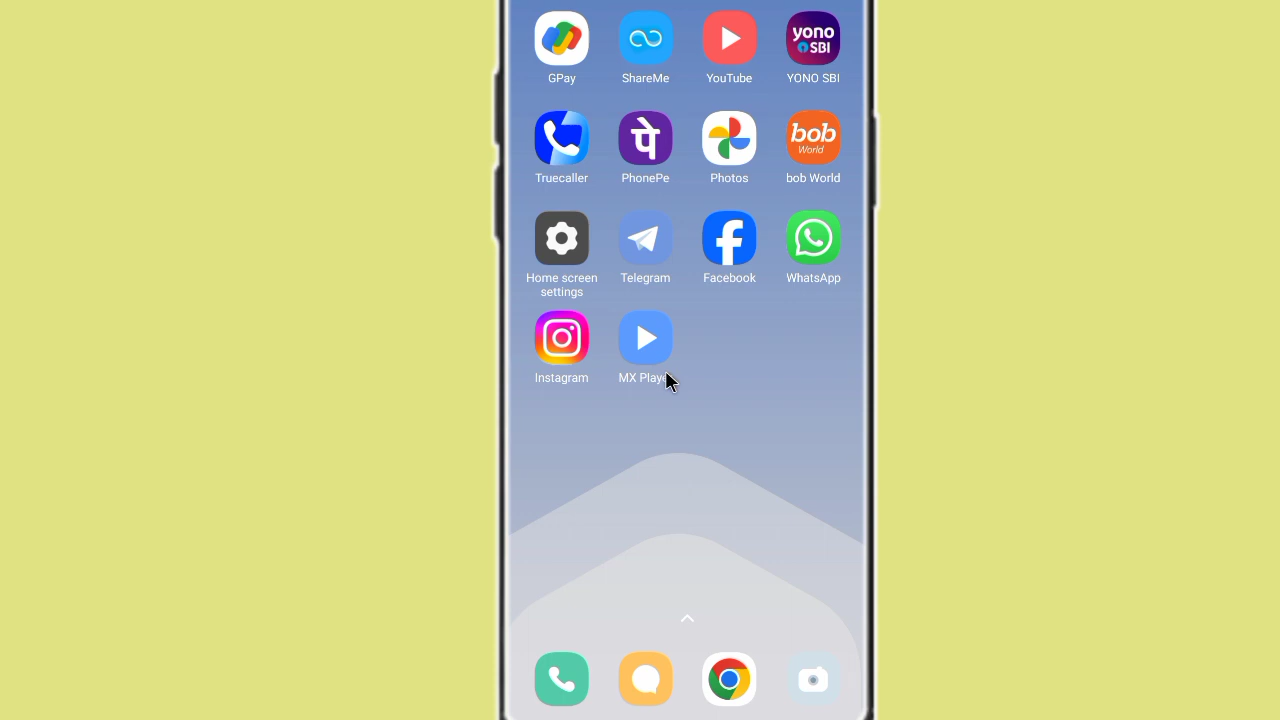 yono
SBI
GPay
ShareMe
YouTube
YONO SBI
पे
bob
World
Truecaller
PhonePe
Photos
bob World
Home screen
settings
Telegram
Facebook
WhatsApp
Instagram
MX